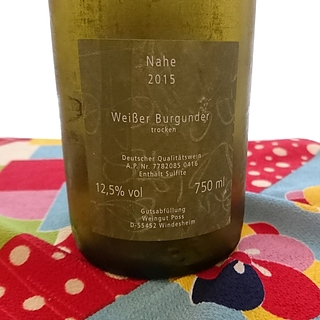 Nahe
2015
Weißer Burgunder
trocken
Deutscher Qualitätswein
A.P. Nr. 7782085 0416
Enthält Sulfite
12,5% vol 750 ml
Gutsabfüllung
Weingut Poss
D-55452 Windesheim